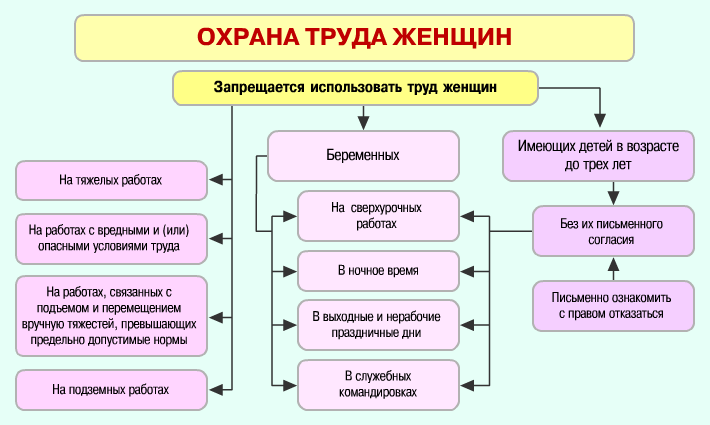 ОХРАНА ТРУДА ЖЕНЩИН
Запрещается использовать труд женщин
На тяжелых работах
На работах с вредными и (или)
опасными условиями труда
На работах, связанных с
подъемом и перемещением
вручную тяжестей, превышающих
предельно допустимые нормы
На подземных работах
Беременных
На сверхурочных
работах
В ночное время
В выходные и нерабочие
праздничные дни
В служебных
командировках
Имеющих детей в возрасте
до трех лет
Без их письменного
согласия
Письменно ознакомить
с правом отказаться